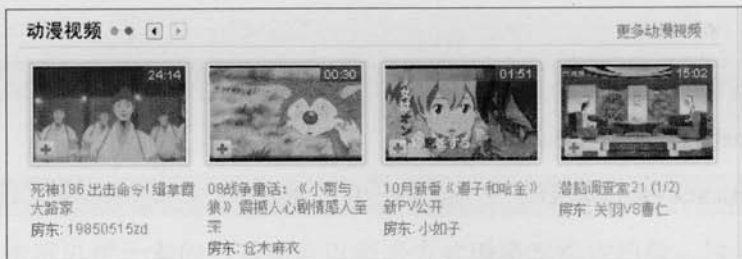 动漫视频
更多动漫视频
24:14
00:30
01:51
15:02
死神186出击命令!缉拿霞
大路家
房东: 19850515zd
08战争童话：《小熊与
狼》震撼人心剧情感人至
深
房东: 仓木麻衣
10月新番《道子和哈金》
新PV公开
房东: 小如子
潜脑调查室21 (1/2)
房东: 关羽VS曹仁